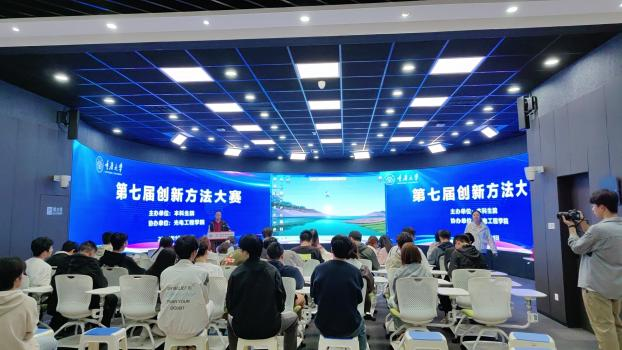 重庆大学
第七届创新方法大赛
主办单位：本科生院
协办单位：光电工程学院
重庆大学
第七届创新方法大
主办单位：
科生院
协办单位：
电工程学院
YOUR
DOUBT